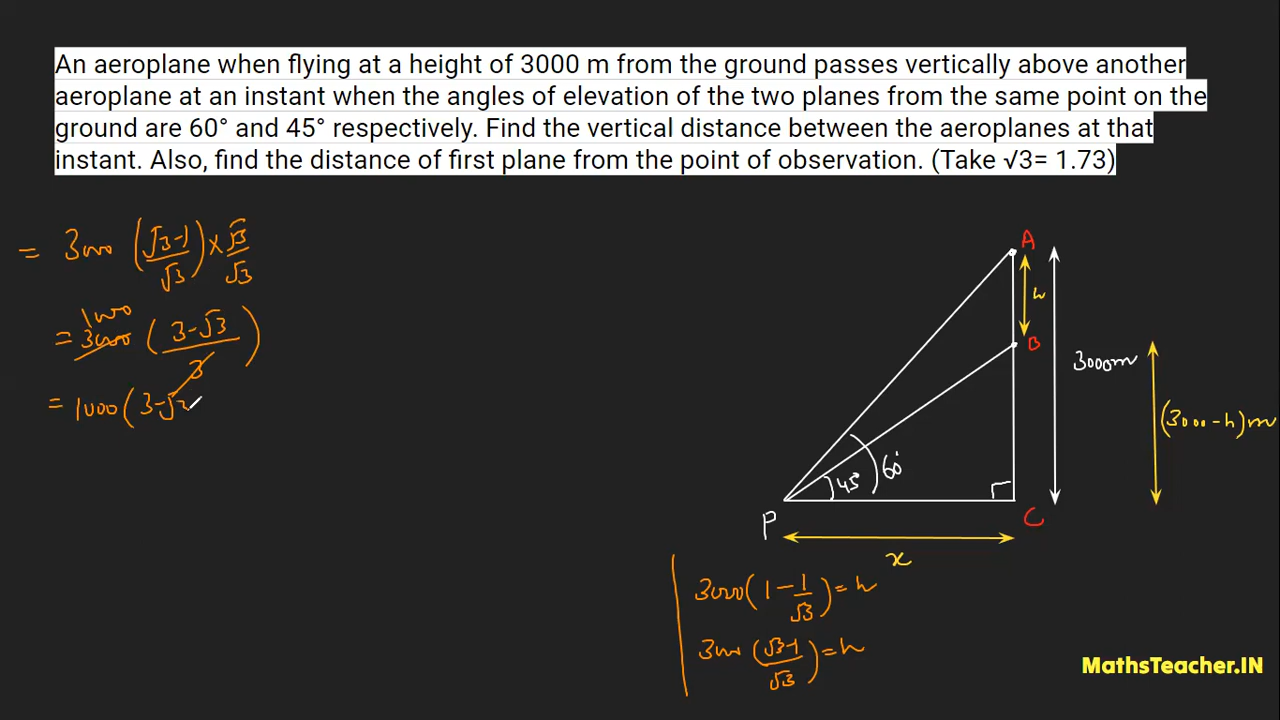 An aeroplane when flying at a height of 3000 m from the ground passes vertically above another
aeroplane at an instant when the angles of elevation of the two planes from the same point on the
ground are 60° and 45° respectively. Find the vertical distance between the aeroplanes at that
instant. Also, find the distance of first plane from the point of observation. (Take √3= 1.73)
= 3000 (√3-1/√3) × √3/√3
1000
= 3000 (3-√3/3)
= 1000 (3-√3
A
h
B
3000m
(3000-h)m
60°
45°
P
C
x
3000(1 - 1/√3) = h
3000 (√3-1/√3) = h
MathsTeacher.IN